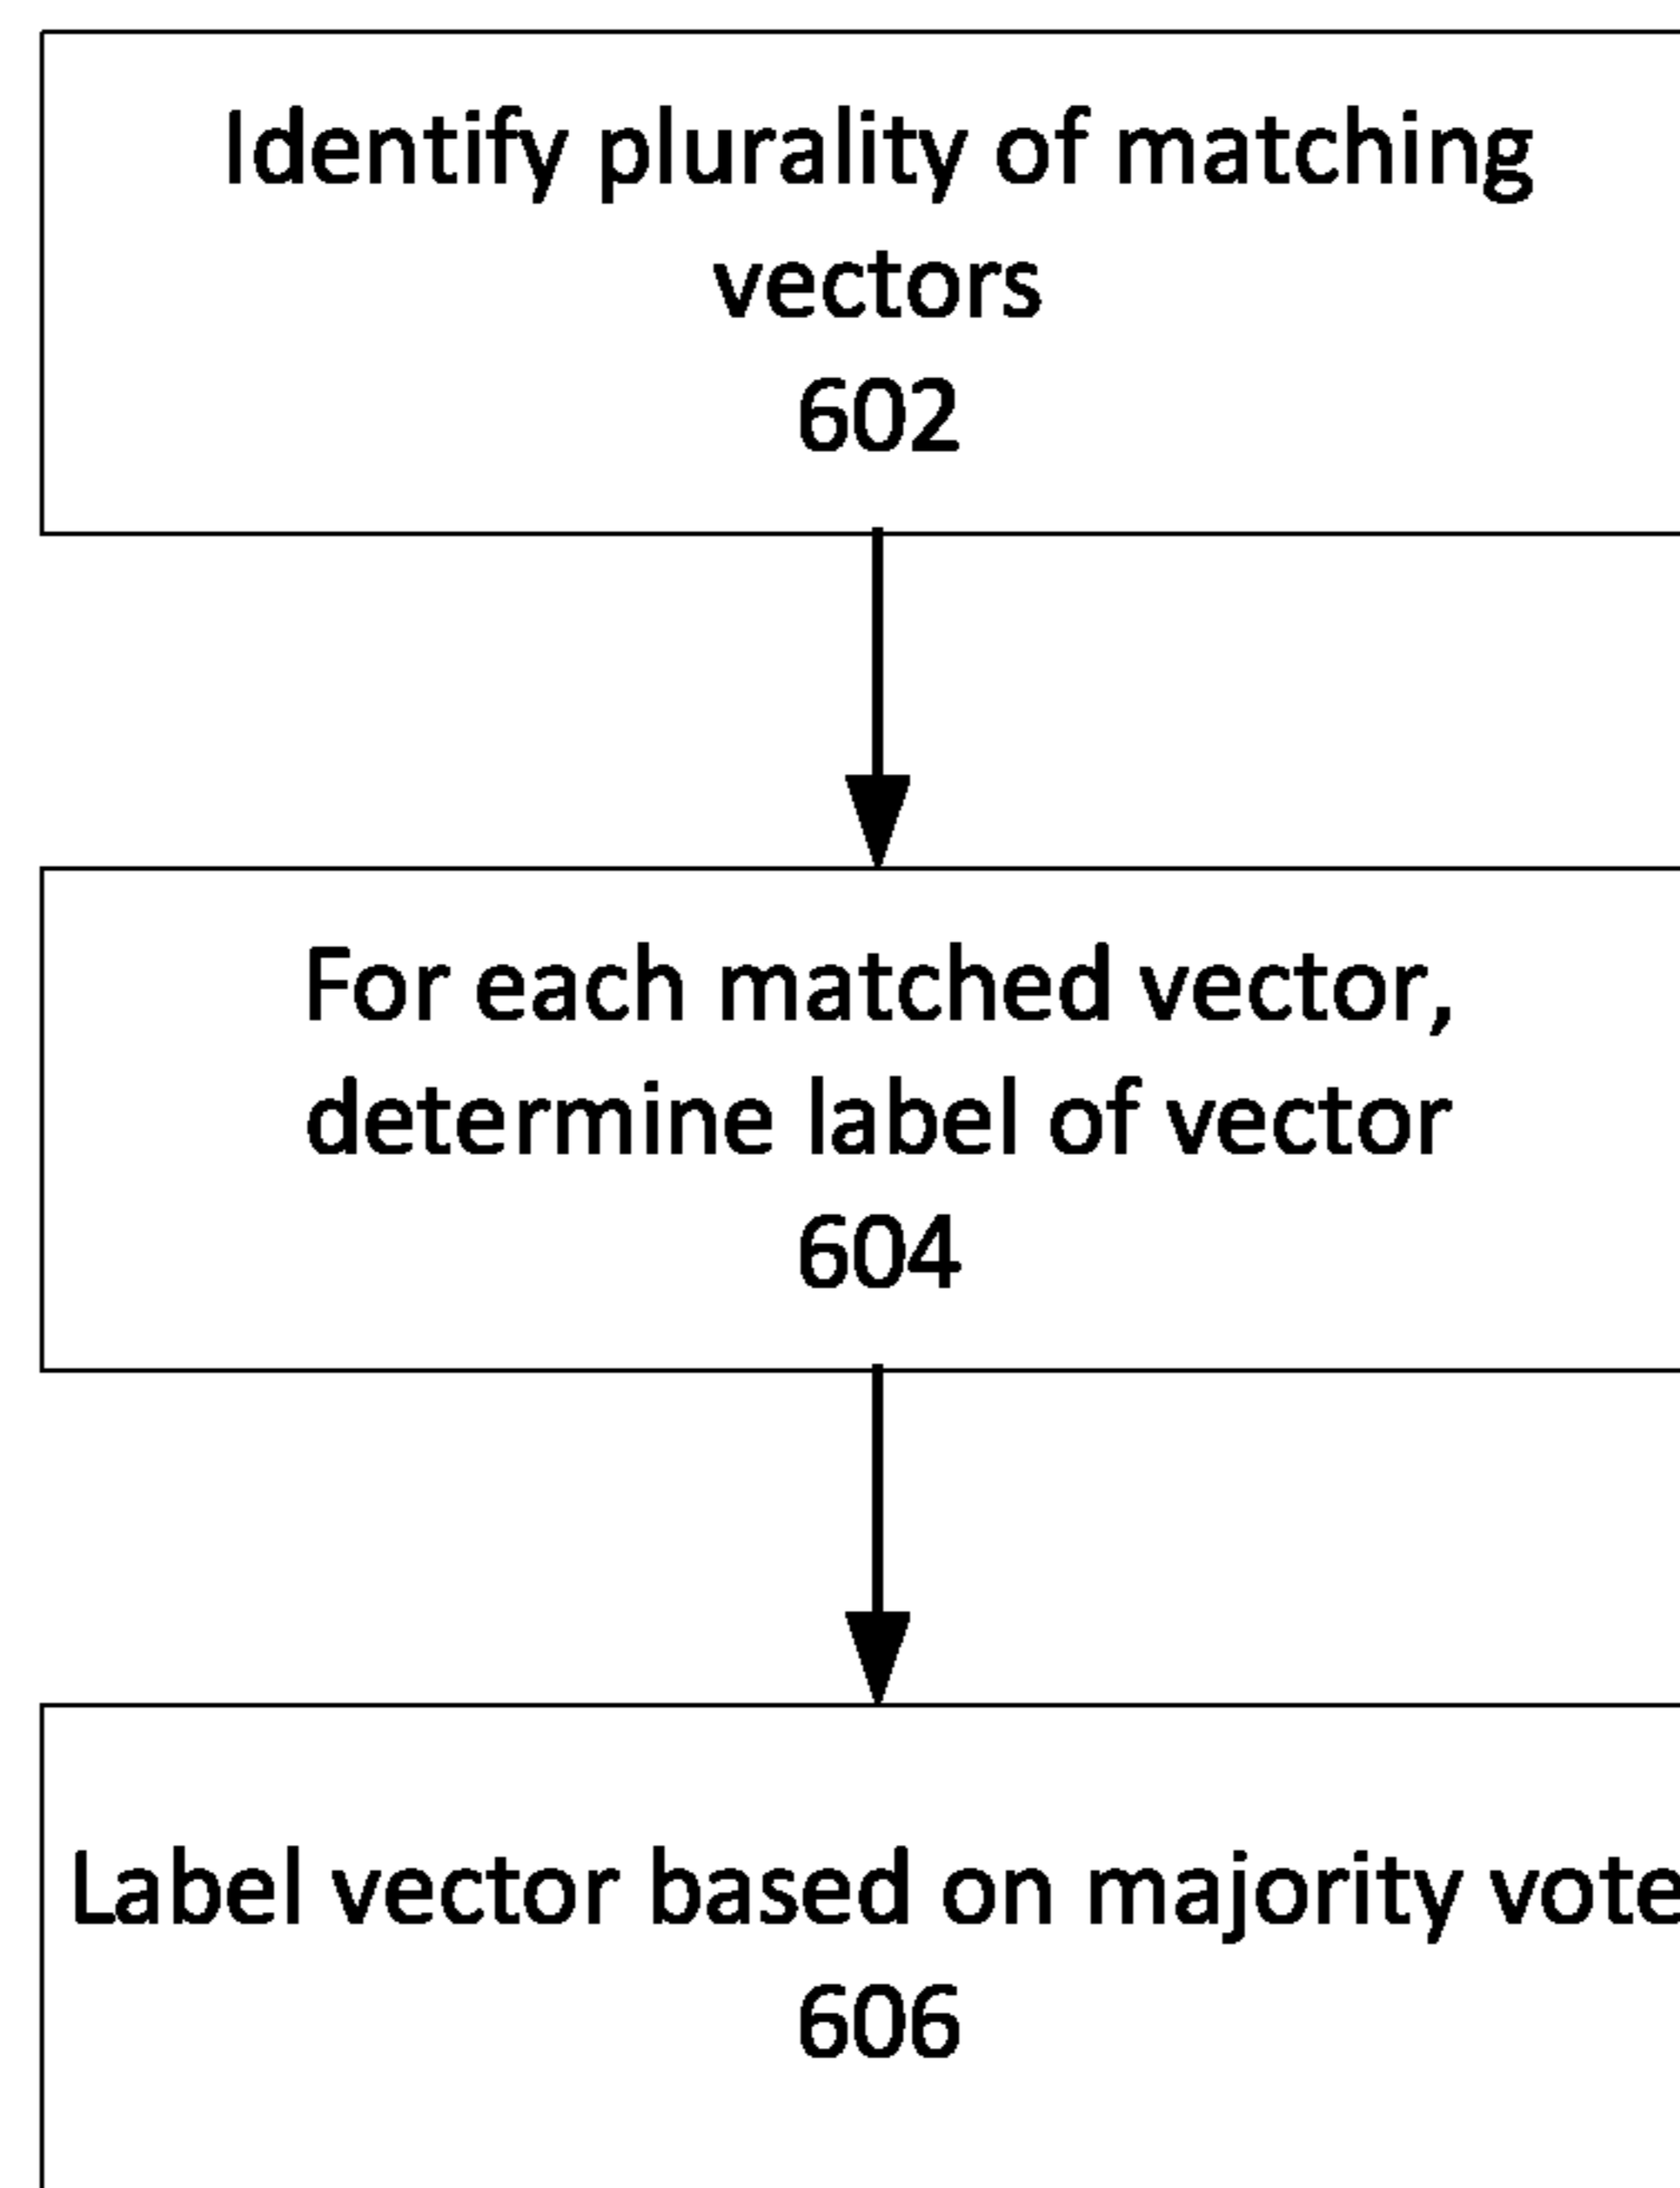 Identify plurality of matching
vectors
602
For each matched vector,
determine label of vector
604
Label vector based on majority vote
606